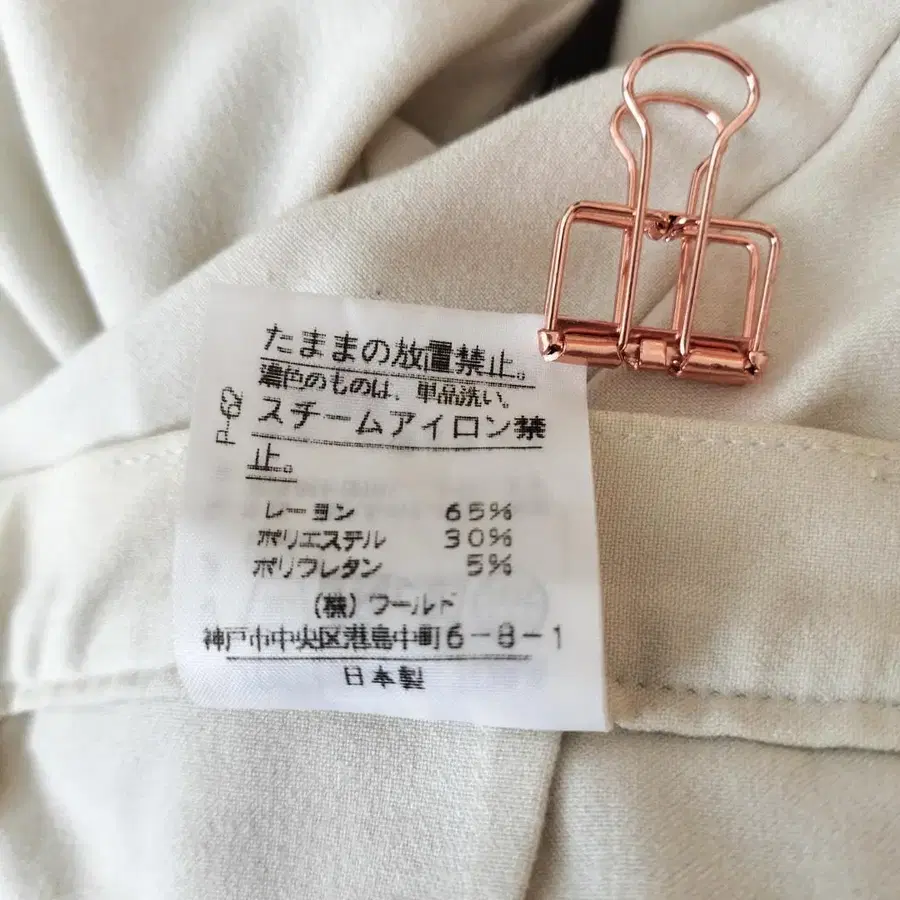 たままの放置禁止。
濃色のものは、単品洗い。
スチームアイロン禁
止。
P-62
レーヨン 65%
ポリエステル 30%
ポリウレタン 5%
(株)ワールド
神戸市中央区港島中町6-8-1
日本製